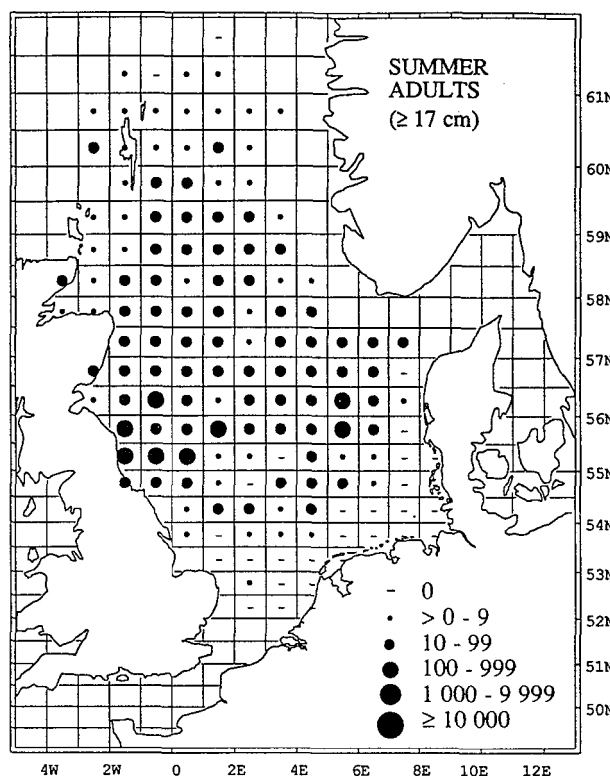 SUMMER
ADULTS
(≥ 17 cm)
61N
60N
59N
58N
57N
56N
55N
54N
53N
52N
51N
50N
- 0
• > 0 - 9
• 10 - 99
● 100 - 999
● 1 000 - 9 999
● ≥ 10 000
4W 2W 0 2E 4E 6E 8E 10E 12E